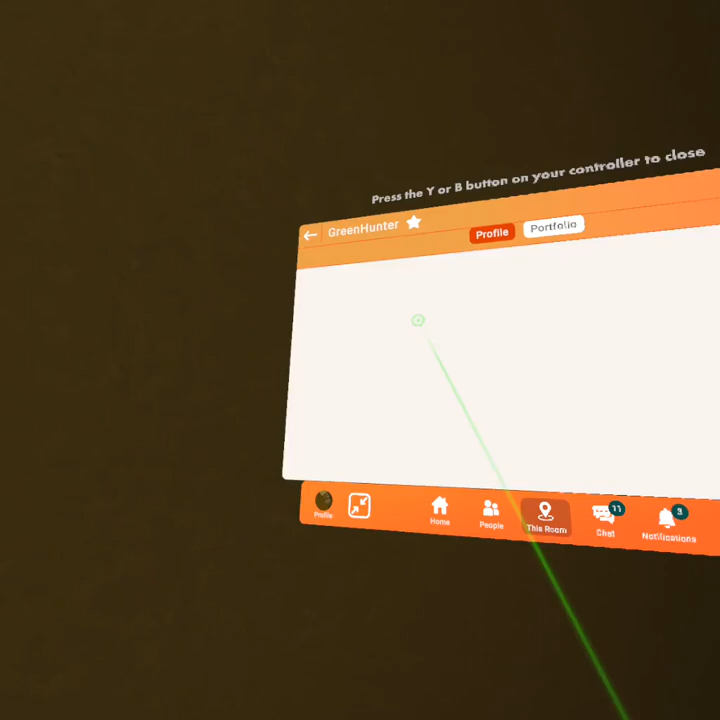 Press the Y or B button on your controller to close
GreenHunter
Profile
Portfolio
Profile
Home
People
This Room
Chat
11
Notifications
3